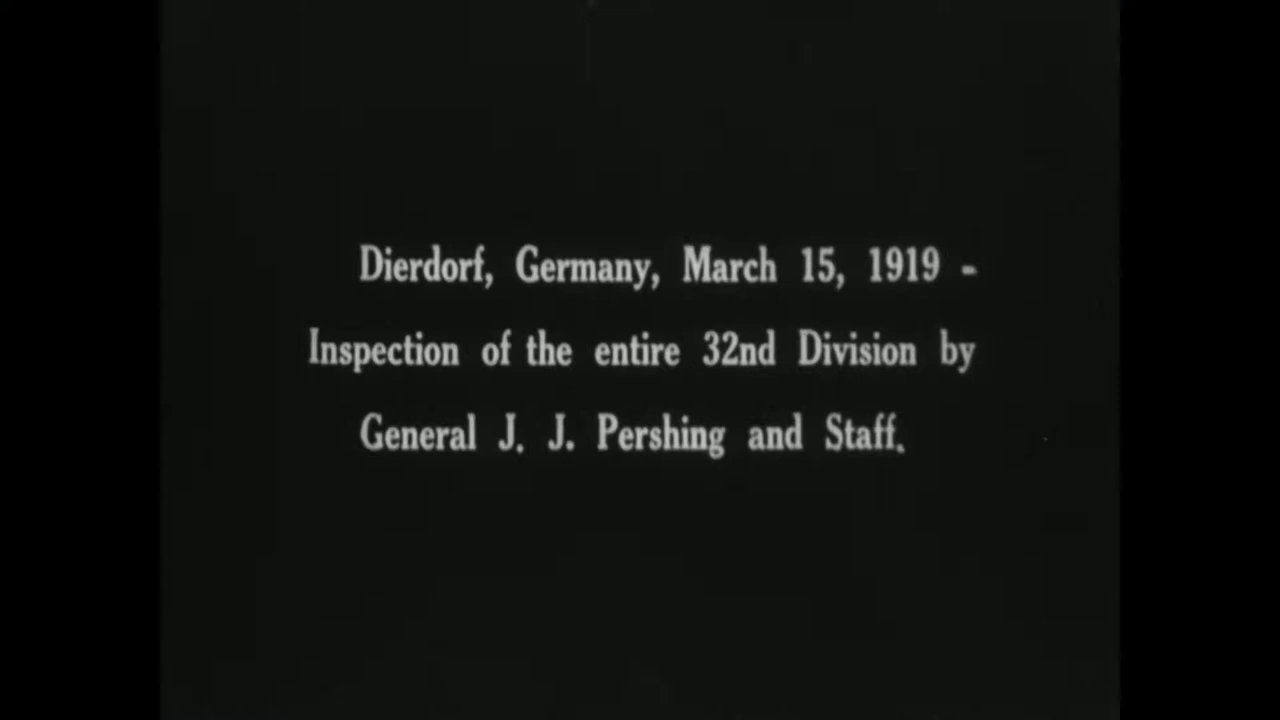 Dierdorf, Germany, March 15, 1919 -
Inspection of the entire 32nd Division by
General J. J. Pershing and Staff.